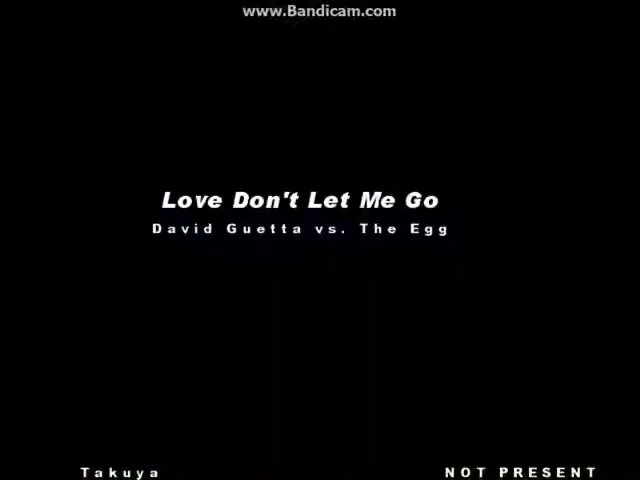 www.Bandicam.com
Love Don't Let Me Go
David Guetta vs. The Egg
Takuya
NOT PRESENT